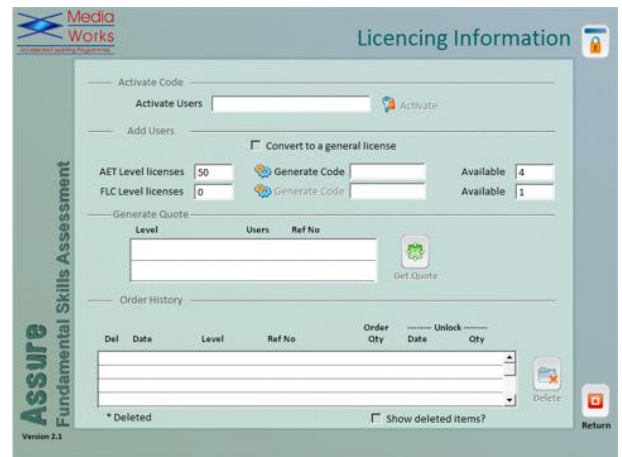 Media
Works
Accelerated Learning Programmes
Licencing Information
Activate Code
Activate Users
Activate
Add Users
Convert to a general license
AET Level licenses 50 Generate Code Available 4
FLC Level licenses 0 Generate Code Available 1
Generate Quote
Level Users Ref No
Get Quote
Order History
Order -------- Unlock --------
Del Date Level Ref No Qty Date Qty
Delete
* Deleted
Show deleted items?
Return
Assure
Fundamental Skills Assessment
Version 2.1